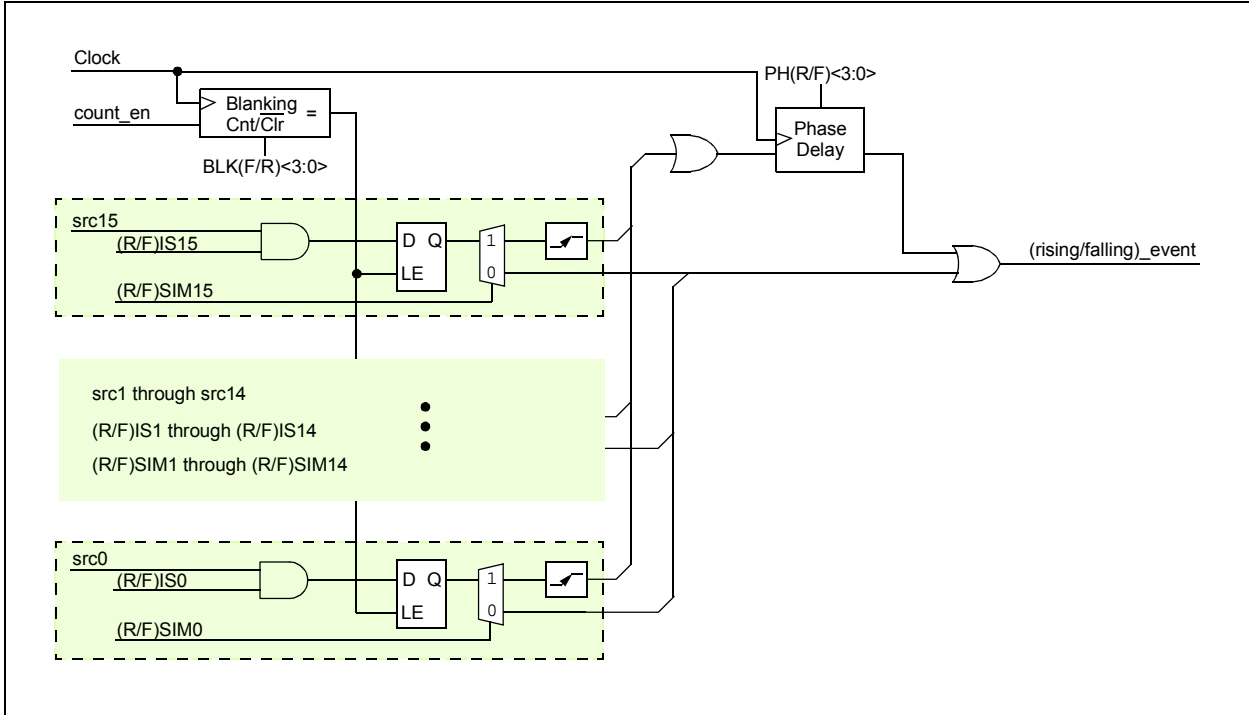 Clock
count_en
Blanking
Cnt/Clr
=
BLK(F/R)<3:0>
PH(R/F)<3:0>
Phase
Delay
src15
(R/F)IS15
D Q
LE
1
0
(R/F)SIM15
(rising/falling)_event
src1 through src14
(R/F)IS1 through (R/F)IS14
(R/F)SIM1 through (R/F)SIM14
src0
(R/F)IS0
D Q
LE
1
0
(R/F)SIM0